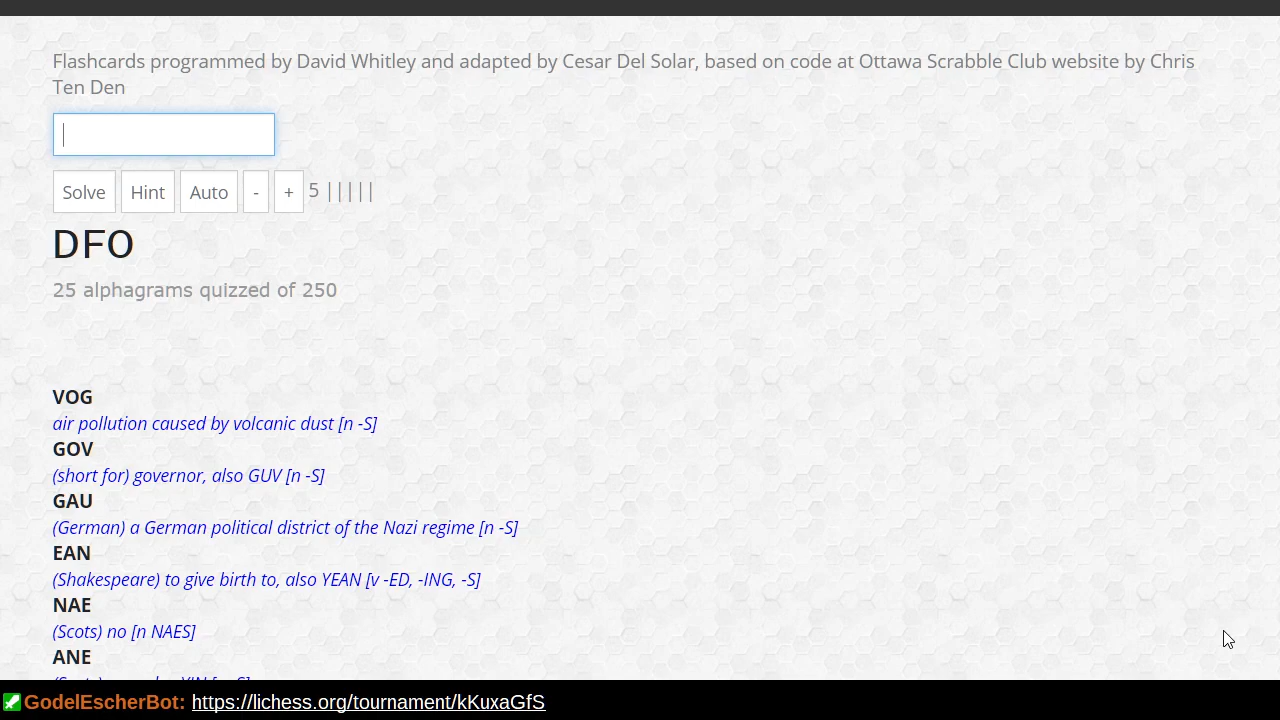 Flashcards programmed by David Whitley and adapted by Cesar Del Solar, based on code at Ottawa Scrabble Club website by Chris
Ten Den
Solve Hint Auto - + 5 |||||
DFO
25 alphagrams quizzed of 250
VOG
air pollution caused by volcanic dust [n -S]
GOV
(short for) governor, also GUV [n -S]
GAU
(German) a German political district of the Nazi regime [n -S]
EAN
(Shakespeare) to give birth to, also YEAN [v -ED, -ING, -S]
NAE
(Scots) no [n NAES]
ANE
GodelEscherBot: https://lichess.org/tournament/kKuxaGfS